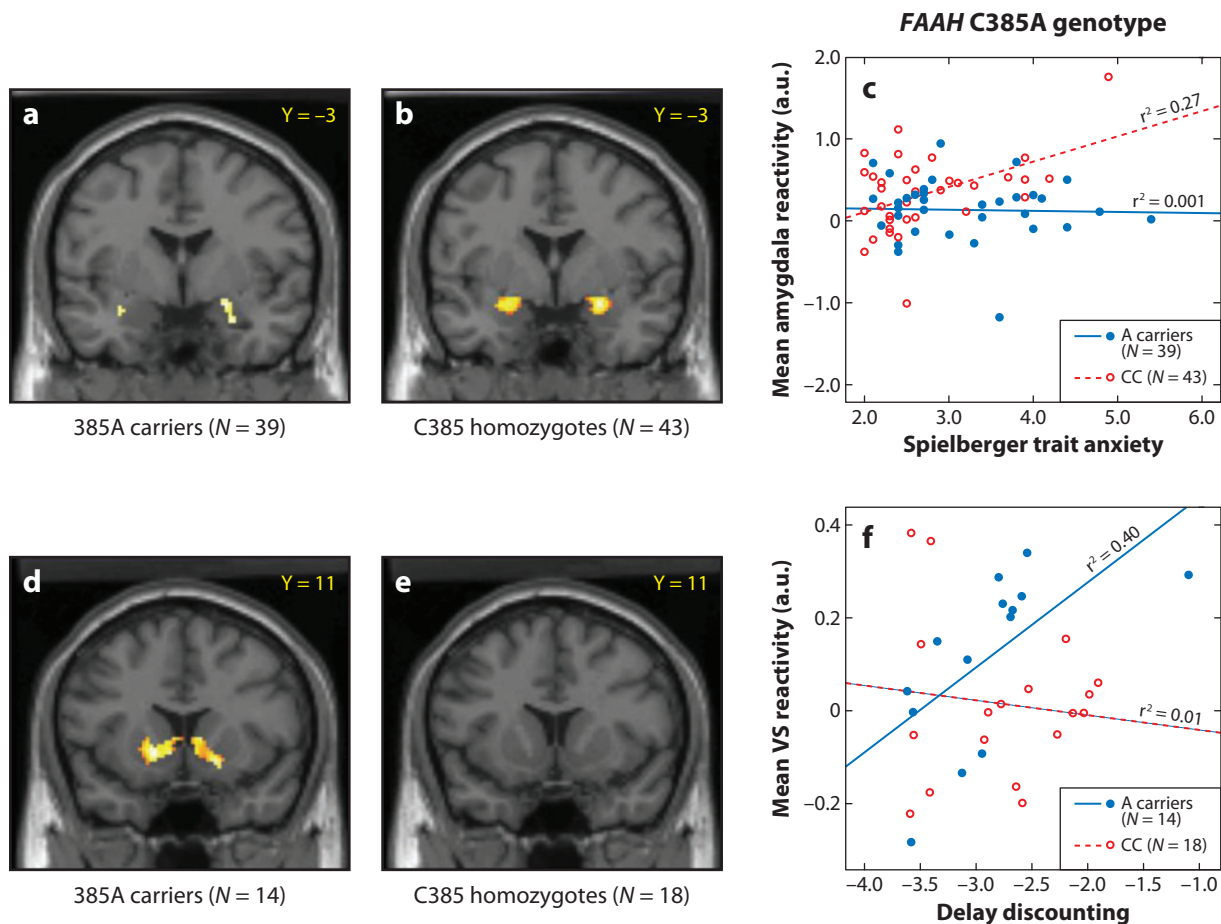 FAAH C385A genotype
a
Y = –3
385A carriers (N = 39)
b
Y = –3
C385 homozygotes (N = 43)
c
Mean amygdala reactivity (a.u.)
2.0
1.0
0
–1.0
–2.0
r² = 0.27
r² = 0.001
A carriers
(N = 39)
CC (N = 43)
2.0 3.0 4.0 5.0 6.0
Spielberger trait anxiety
d
Y = 11
385A carriers (N = 14)
e
Y = 11
C385 homozygotes (N = 18)
f
Mean VS reactivity (a.u.)
0.4
0.2
0
–0.2
r² = 0.40
r² = 0.01
A carriers
(N = 14)
CC (N = 18)
–4.0 –3.5 –3.0 –2.5 –2.0 –1.5 –1.0
Delay discounting